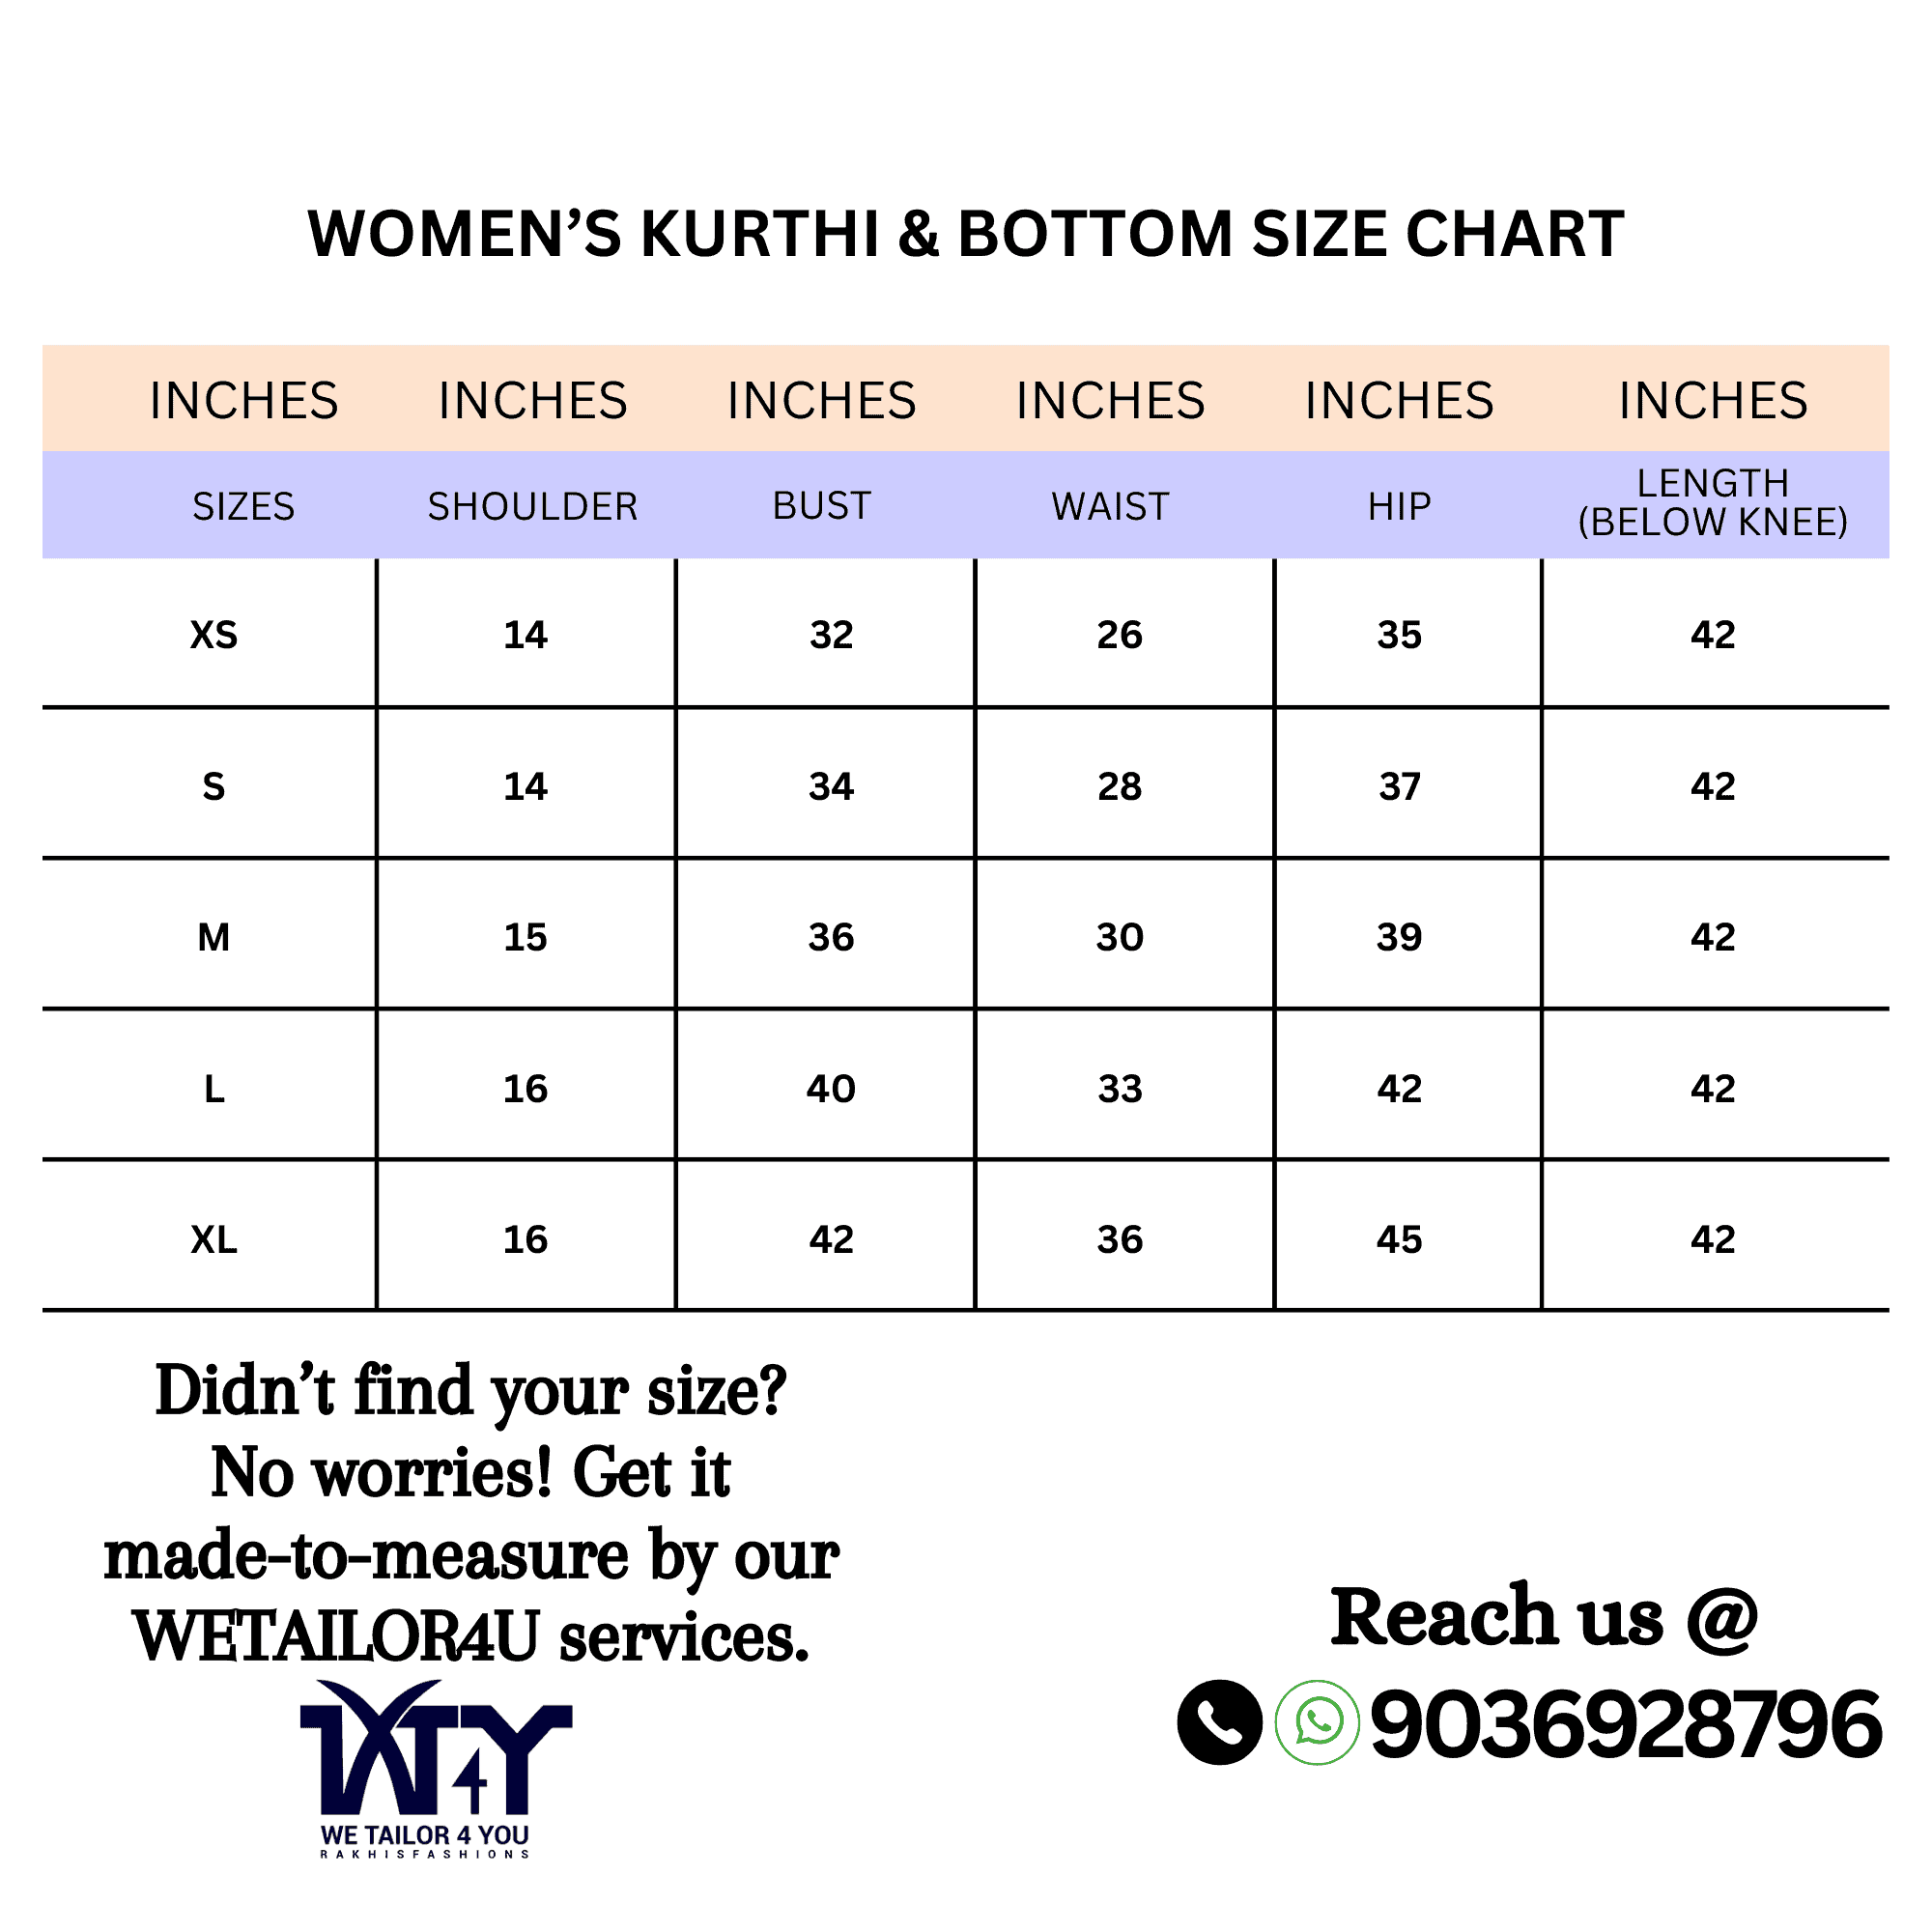 WOMEN’S KURTHI & BOTTOM SIZE CHART
INCHES INCHES INCHES INCHES INCHES INCHES
SIZES SHOULDER BUST WAIST HIP LENGTH (BELOW KNEE)
XS 14 32 26 35 42
S 14 34 28 37 42
M 15 36 30 39 42
L 16 40 33 42 42
XL 16 42 36 45 42
Didn’t find your size?
No worries! Get it
made-to-measure by our
WETAILOR4U services.
WT4Y
WE TAILOR 4 YOU
RAKHISFASHIONS
Reach us @
9036928796